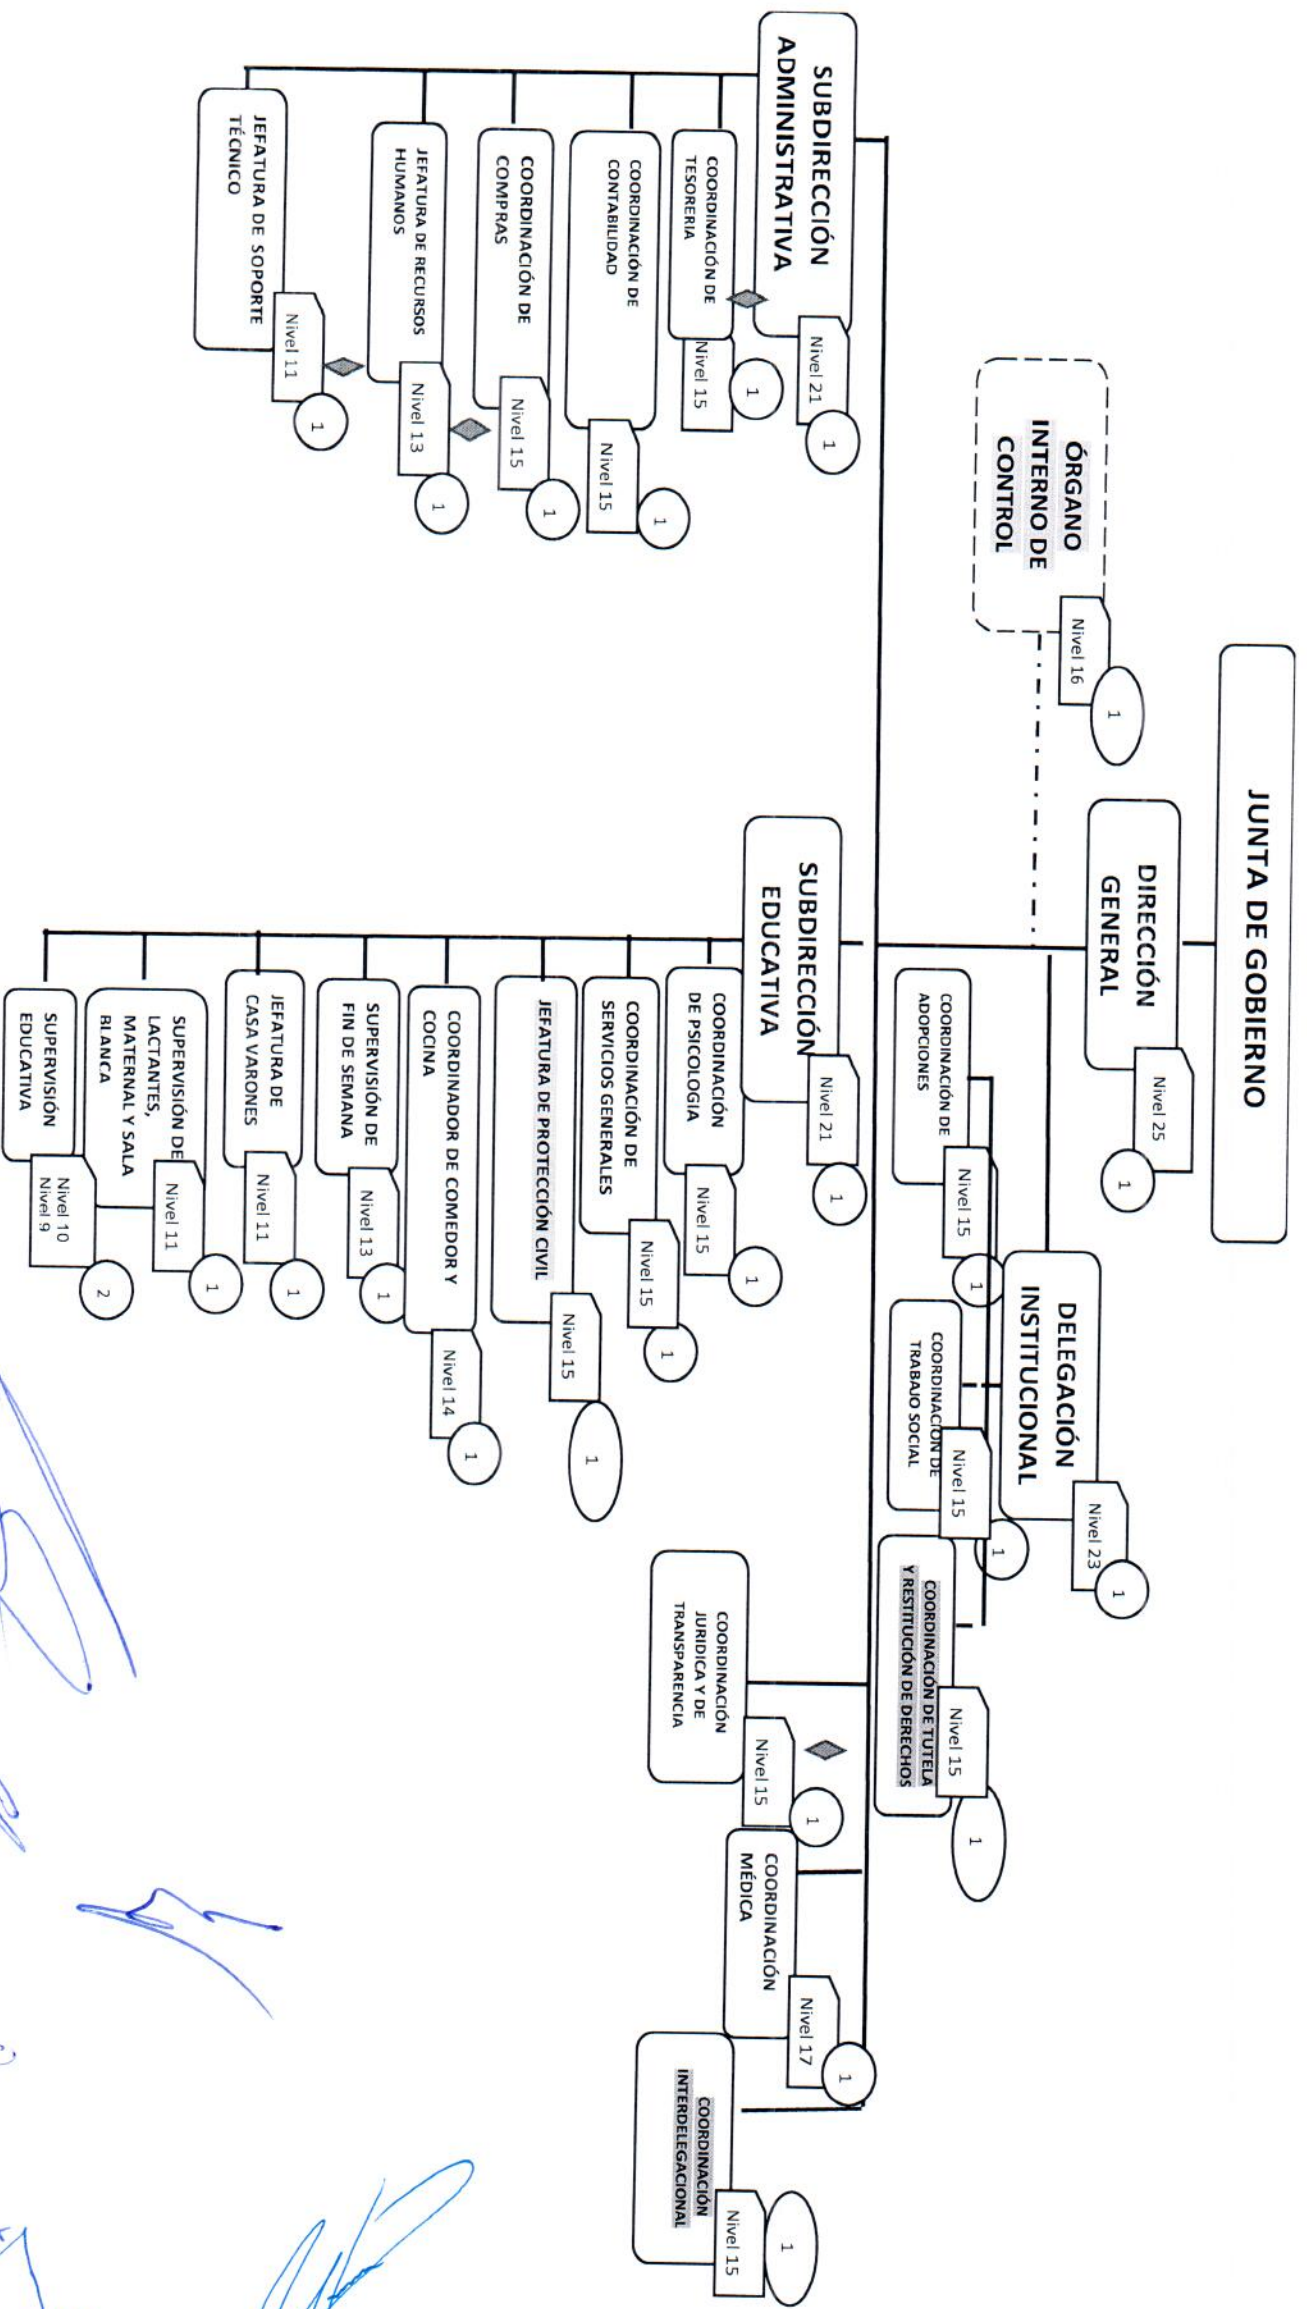 JUNTA DE GOBIERNO
DIRECCIÓN
GENERAL
Nivel 25
1
ÓRGANO
INTERNO DE
CONTROL
Nivel 16
1
DELEGACIÓN
INSTITUCIONAL
Nivel 23
1
COORDINACIÓN DE
ADOPCIONES
Nivel 15
1
COORDINACIÓN DE
TRABAJO SOCIAL
Nivel 15
1
COORDINACIÓN DE TUTELA
Y RESTITUCIÓN DE DERECHOS
Nivel 15
1
SUBDIRECCIÓN
ADMINISTRATIVA
Nivel 21
1
COORDINACIÓN DE
TESORERIA
Nivel 15
1
COORDINACIÓN DE
CONTABILIDAD
Nivel 15
1
COORDINACIÓN DE
COMPRAS
Nivel 15
1
JEFATURA DE RECURSOS
HUMANOS
Nivel 13
1
JEFATURA DE SOPORTE
TÉCNICO
Nivel 11
1
SUBDIRECCIÓN
EDUCATIVA
Nivel 21
1
COORDINACIÓN
DE PSICOLOGIA
Nivel 15
1
COORDINACIÓN DE
SERVICIOS GENERALES
Nivel 15
1
JEFATURA DE PROTECCIÓN CIVIL
Nivel 15
1
COORDINADOR DE COMEDOR Y
COCINA
Nivel 14
1
SUPERVISIÓN DE
FIN DE SEMANA
Nivel 13
1
JEFATURA DE
CASA VARONES
Nivel 11
1
SUPERVISIÓN DE
LACTANTES,
MATERNAL Y SALA
BLANCA
Nivel 11
1
SUPERVISIÓN
EDUCATIVA
Nivel 10
Nivel 9
2
COORDINACIÓN
JURIDICA Y DE
TRANSPARENCIA
Nivel 15
1
COORDINACIÓN
MÉDICA
Nivel 17
1
COORDINACIÓN
INTERDELEGACIONAL
Nivel 15
1